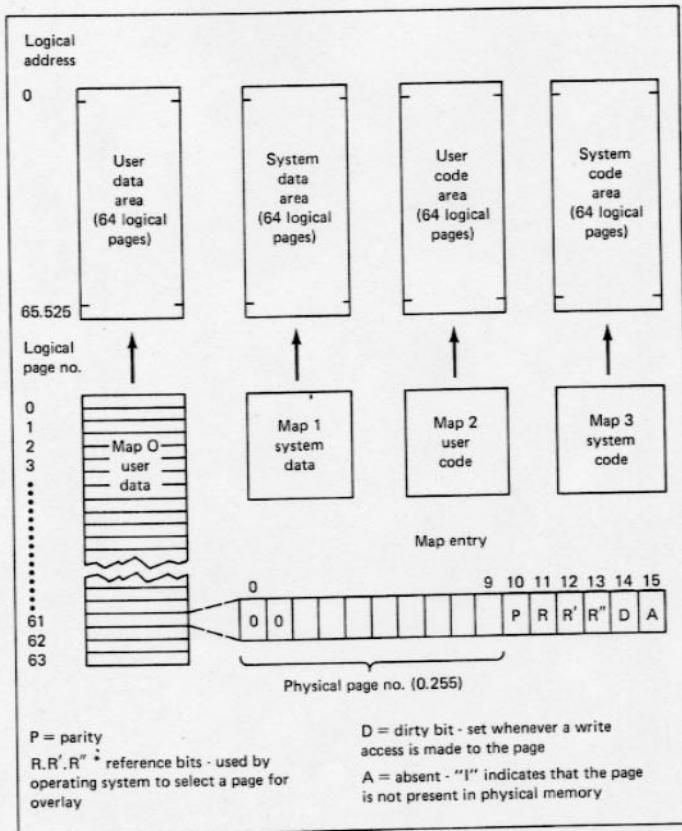 Logical
address
0
User
data
area
(64 logical
pages)
System
data
area
(64 logical
pages)
User
code
area
(64 logical
pages)
System
code
area
(64 logical
pages)
65.525
Logical
page no.
0
1
2
3
61
62
63
Map O
user
data
Map 1
system
data
Map 2
user
code
Map 3
system
code
Map entry
0 9 10 11 12 13 14 15
0 0 P R R' R" D A
Physical page no. (0.255)
P = parity
R.R'.R" * reference bits - used by
operating system to select a page for
overlay
D = dirty bit - set whenever a write
access is made to the page
A = absent - "I" indicates that the page
is not present in physical memory